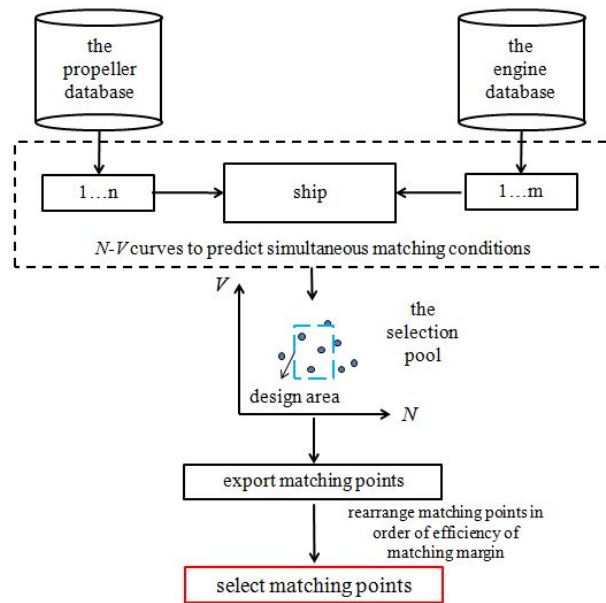 the
propeller
database
the
engine
database
1...n
ship
1...m
N-V curves to predict simultaneous matching conditions
V
the
selection
pool
design area
N
export matching points
rearrange matching points in
order of efficiency of
matching margin
select matching points